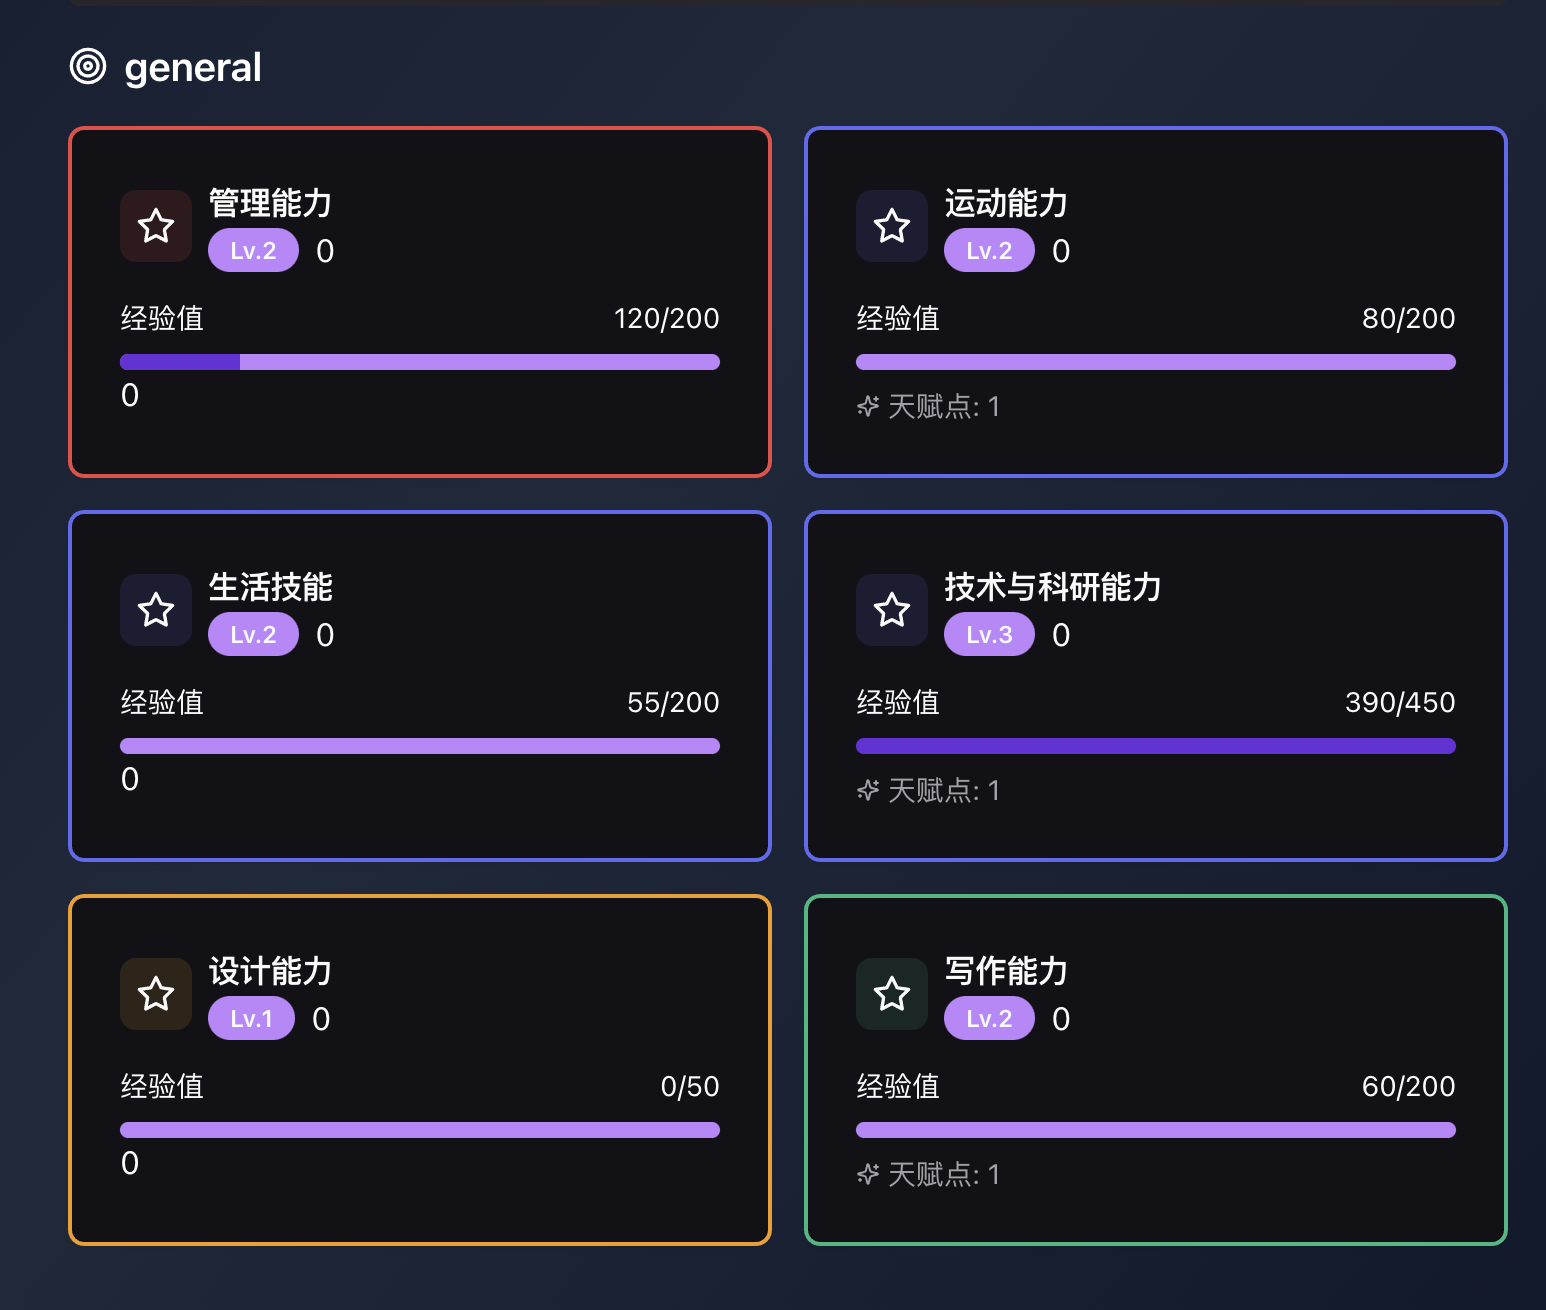 general
管理能力
Lv.2 0
经验值 120/200
0
运动能力
Lv.2 0
经验值 80/200
天赋点: 1
生活技能
Lv.2 0
经验值 55/200
0
技术与科研能力
Lv.3 0
经验值 390/450
天赋点: 1
设计能力
Lv.1 0
经验值 0/50
0
写作能力
Lv.2 0
经验值 60/200
天赋点: 1